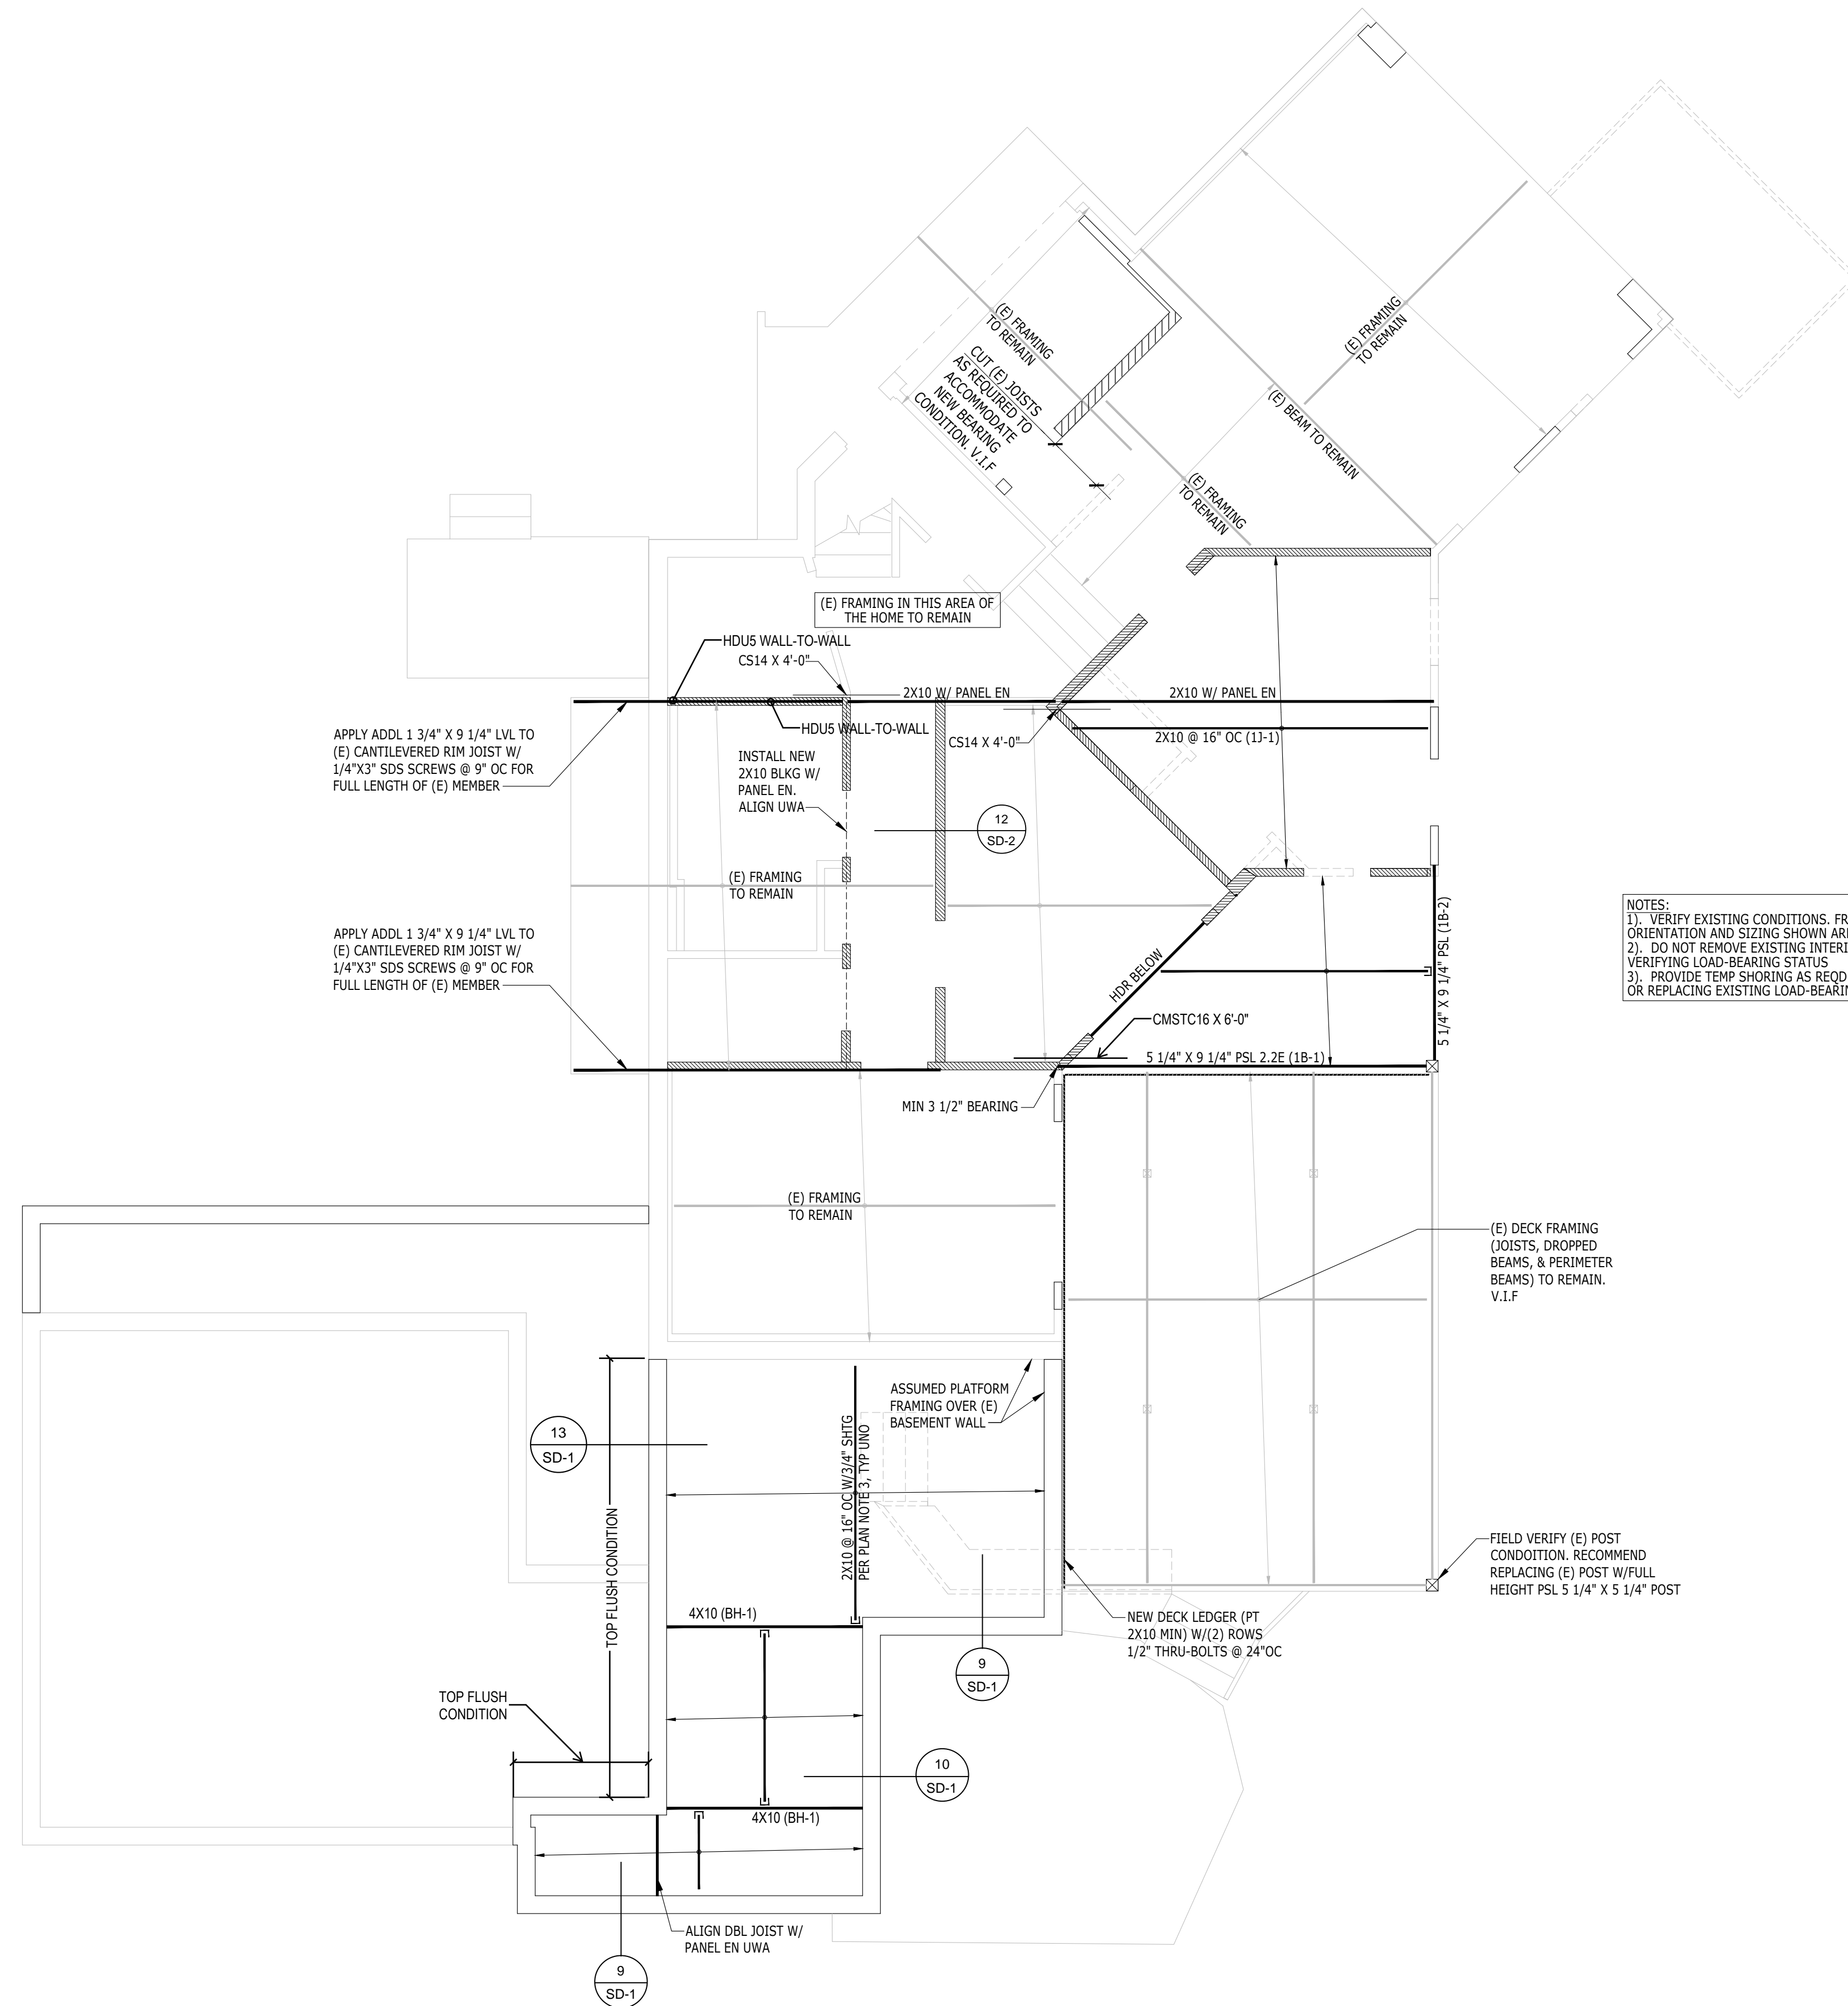 (E) FRAMING
TO REMAIN
CUT (E) JOISTS
AS REQUIRED TO
ACCOMMODATE
NEW BEARING
CONDITION. V.I.F
(E) FRAMING
TO REMAIN
(E) BEAM TO REMAIN
(E) FRAMING
TO REMAIN
(E) FRAMING IN THIS AREA OF
THE HOME TO REMAIN
HDU5 WALL-TO-WALL
CS14 X 4'-0"
2X10 W/ PANEL EN
2X10 W/ PANEL EN
HDU5 WALL-TO-WALL
CS14 X 4'-0"
2X10 @ 16" OC (1J-1)
APPLY ADDL 1 3/4" X 9 1/4" LVL TO
(E) CANTILEVERED RIM JOIST W/
1/4"X3" SDS SCREWS @ 9" OC FOR
FULL LENGTH OF (E) MEMBER
INSTALL NEW
2X10 BLKG W/
PANEL EN.
ALIGN UWA
12
SD-2
(E) FRAMING
TO REMAIN
APPLY ADDL 1 3/4" X 9 1/4" LVL TO
(E) CANTILEVERED RIM JOIST W/
1/4"X3" SDS SCREWS @ 9" OC FOR
FULL LENGTH OF (E) MEMBER
HDR BELOW
5 1/4" X 9 1/4" PSL (1B-2)
NOTES:
1). VERIFY EXISTING CONDITIONS.
ORIENTATION AND SIZING SHOWN
2). DO NOT REMOVE EXISTING
VERIFYING LOAD-BEARING STATUS
3). PROVIDE TEMP SHORING AS REQD
OR REPLACING EXISTING
CMSTC16 X 6'-0"
5 1/4" X 9 1/4" PSL 2.2E (1B-1)
MIN 3 1/2" BEARING
(E) FRAMING
TO REMAIN
(E) DECK FRAMING
(JOISTS, DROPPED
BEAMS, & PERIMETER
BEAMS) TO REMAIN.
V.I.F
ASSUMED PLATFORM
FRAMING OVER (E)
BASEMENT WALL
13
SD-1
TOP FLUSH CONDITION
2X10 @ 16" OC W/3/4" SHTG
PER PLAN NOTE 3, TYP UNO
FIELD VERIFY (E) POST
CONDOITION. RECOMMEND
REPLACING (E) POST W/FULL
HEIGHT PSL 5 1/4" X 5 1/4" POST
4X10 (BH-1)
NEW DECK LEDGER (PT
2X10 MIN) W/(2) ROWS
1/2" THRU-BOLTS @ 24"OC
9
SD-1
TOP FLUSH
CONDITION
10
SD-1
4X10 (BH-1)
ALIGN DBL JOIST W/
PANEL EN UWA
9
SD-1